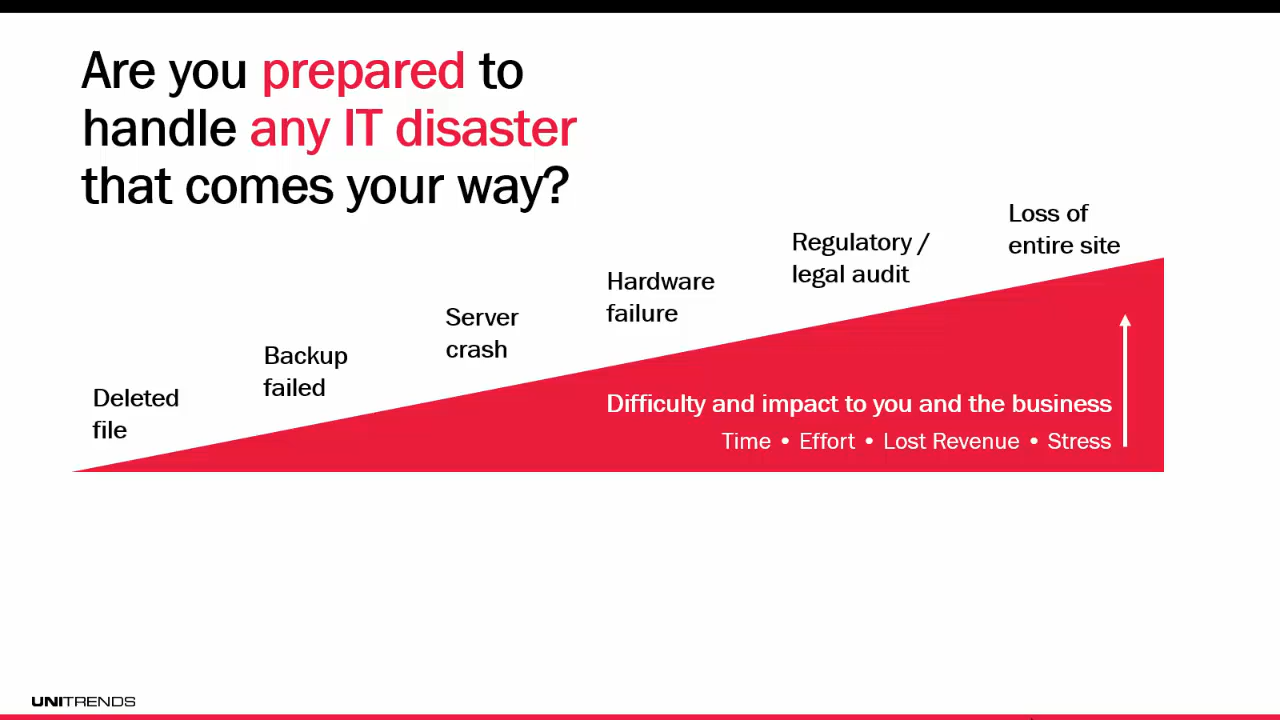 Are you prepared to
handle any IT disaster
that comes your way?
Loss of
entire site
Regulatory /
legal audit
Hardware
failure
Server
crash
Backup
failed
Deleted
file
Difficulty and impact to you and the business
Time • Effort • Lost Revenue • Stress
UNITRENDS